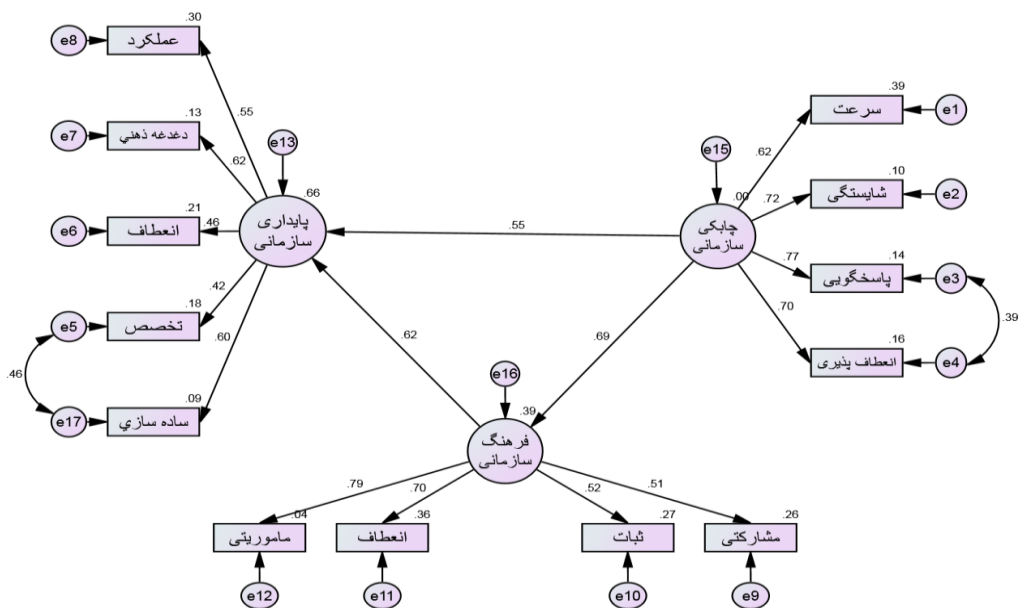 .30
عملکرد
e8
.55
.13
دغدغه ذهني
e7
.62
e13
.66
پایداری
سازمانی
.21
انعطاف
e6
.46
.42
.18
تخصص
e5
.60
.46
.09
ساده سازي
e17
.39
سرعت
e1
.62
e15
.00
چابکی
سازمانی
.10
شایستگی
e2
.72
.14
پاسخگویی
e3
.77
.39
.70
.16
انعطاف پذیری
e4
.55
.62
.69
e16
.39
فرهنگ
سازمانی
.79
.70
.52
.51
.04
ماموریتی
.36
انعطاف
.27
ثبات
.26
مشارکتی
e12
e11
e10
e9